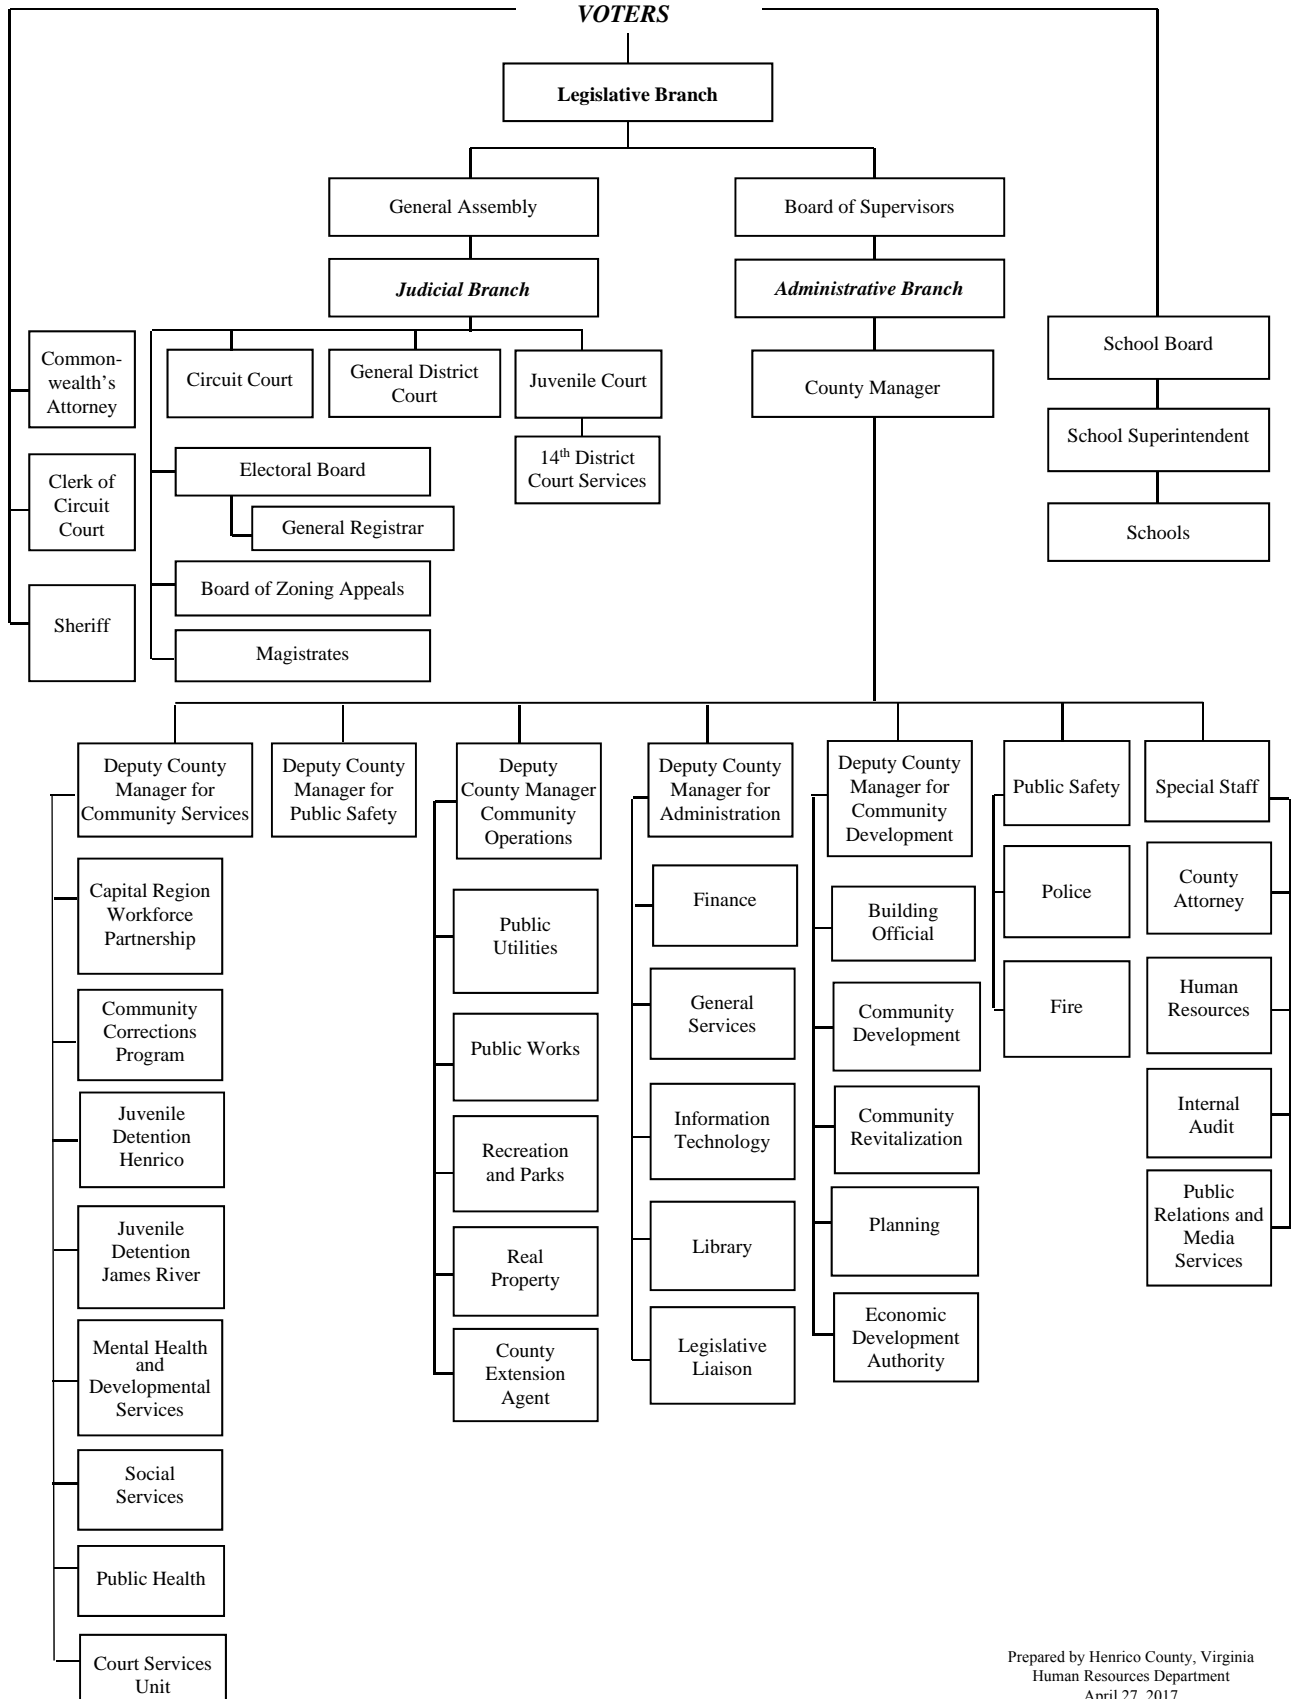 VOTERS
Legislative Branch
General Assembly
Board of Supervisors
Judicial Branch
Administrative Branch
Common-
wealth's
Attorney
Circuit Court
General District
Court
Juvenile Court
County Manager
School Board
School Superintendent
Schools
Clerk of
Circuit
Court
Electoral Board
14th District
Court Services
General Registrar
Board of Zoning Appeals
Sheriff
Magistrates
Deputy County
Manager for
Community Services
Deputy County
Manager for
Public Safety
Deputy
County Manager
Community
Operations
Deputy County
Manager for
Administration
Deputy County
Manager for
Community
Development
Public Safety
Special Staff
Capital Region
Workforce
Partnership
Community
Corrections
Program
Juvenile
Detention
Henrico
Juvenile
Detention
James River
Mental Health
and
Developmental
Services
Social
Services
Public Health
Court Services
Unit
Public
Utilities
Public Works
Recreation
and Parks
Real
Property
County
Extension
Agent
Finance
General
Services
Information
Technology
Library
Legislative
Liaison
Building
Official
Community
Development
Community
Revitalization
Planning
Economic
Development
Authority
Police
Fire
County
Attorney
Human
Resources
Internal
Audit
Public
Relations and
Media
Services
Prepared by Henrico County, Virginia
Human Resources Department
April 27, 2017